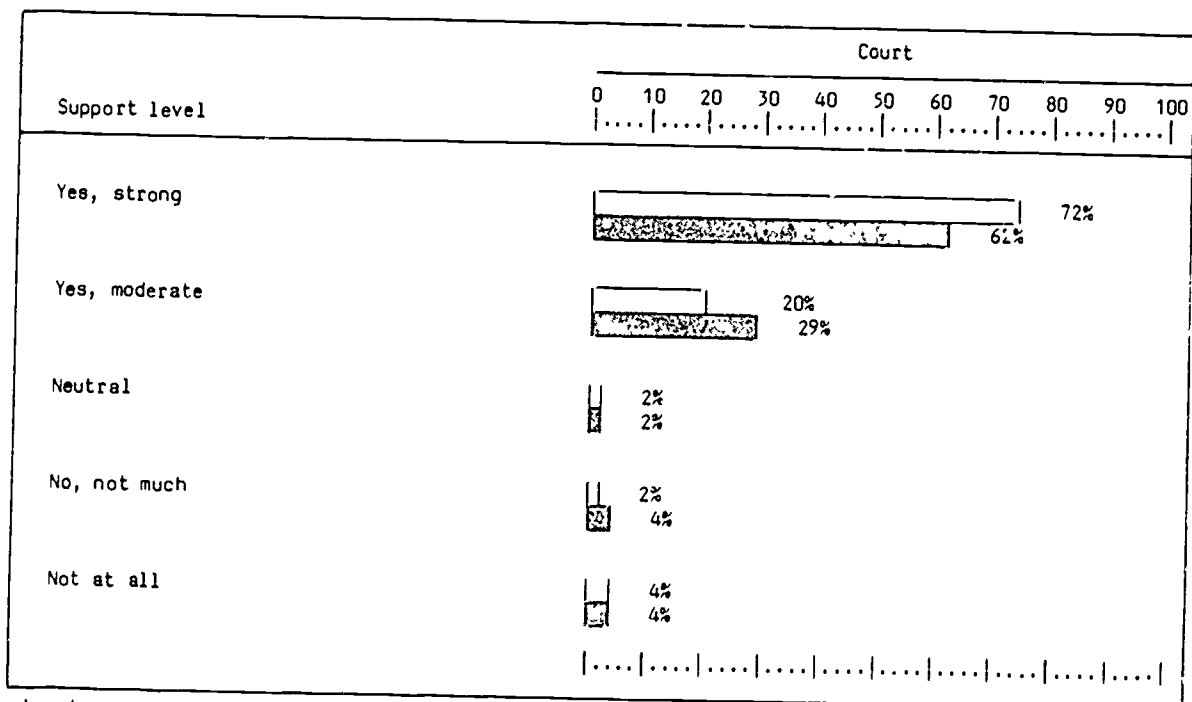 Court
Support level
0 10 20 30 40 50 60 70 80 90 100
|....|....|....|....|....|....|....|....|....|....|
Yes, strong
72%
Yes, moderate
20%
29%
Neutral
2%
2%
No, not much
2%
4%
Not at all
4%
4%
|....|....|....|....|....|....|....|....|....|....|